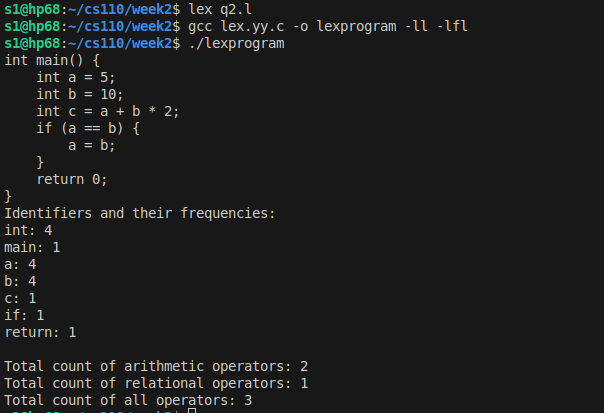 s1@hp68:~/cs110/week2$ lex q2.l
s1@hp68:~/cs110/week2$ gcc lex.yy.c -o lexprogram -ll -lfl
s1@hp68:~/cs110/week2$ ./lexprogram
int main() {
    int a = 5;
    int b = 10;
    int c = a + b * 2;
    if (a == b) {
        a = b;
    }
    return 0;
}
Identifiers and their frequencies:
int: 4
main: 1
a: 4
b: 4
c: 1
if: 1
return: 1

Total count of arithmetic operators: 2
Total count of relational operators: 1
Total count of all operators: 3